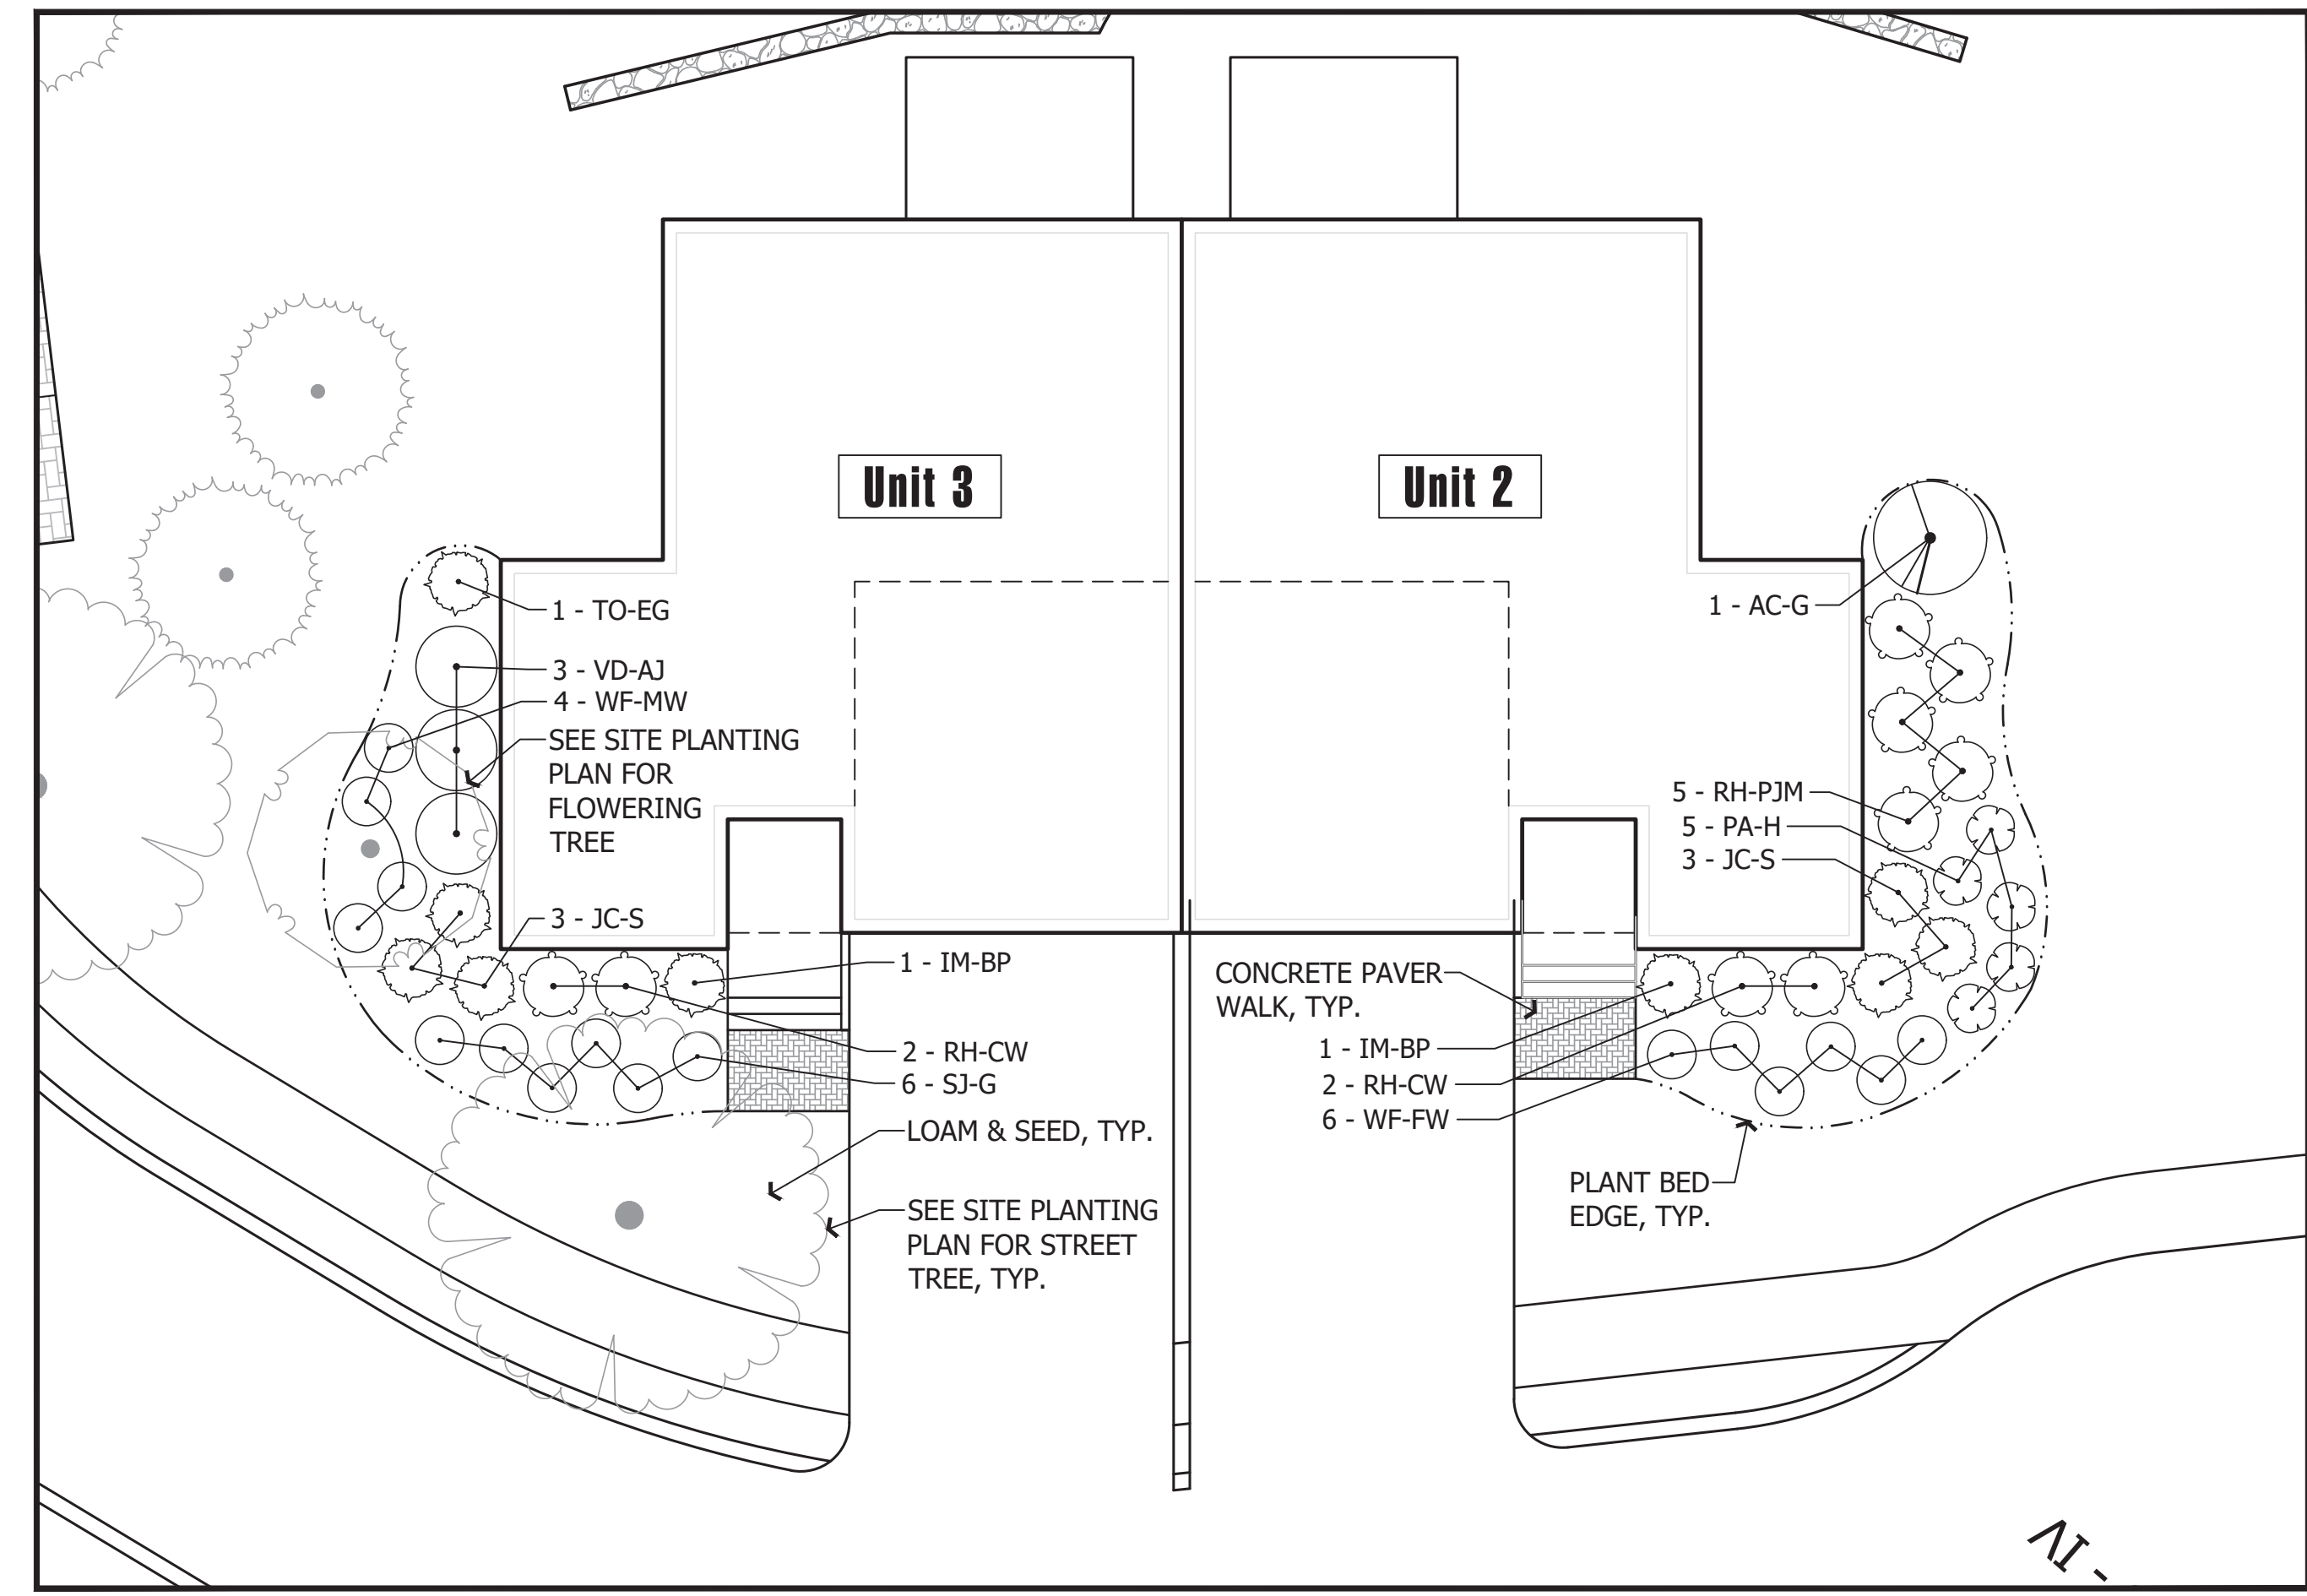 Unit 3
Unit 2
1 - TO-EG
3 - VD-AJ
4 - WF-MW
SEE SITE PLANTING
PLAN FOR
FLOWERING
TREE
3 - JC-S
1 - IM-BP
2 - RH-CW
6 - SJ-G
LOAM & SEED, TYP.
SEE SITE PLANTING
PLAN FOR STREET
TREE, TYP.
1 - AC-G
5 - RH-PJM
5 - PA-H
3 - JC-S
CONCRETE PAVER
WALK, TYP.
1 - IM-BP
2 - RH-CW
6 - WF-FW
PLANT BED
EDGE, TYP.